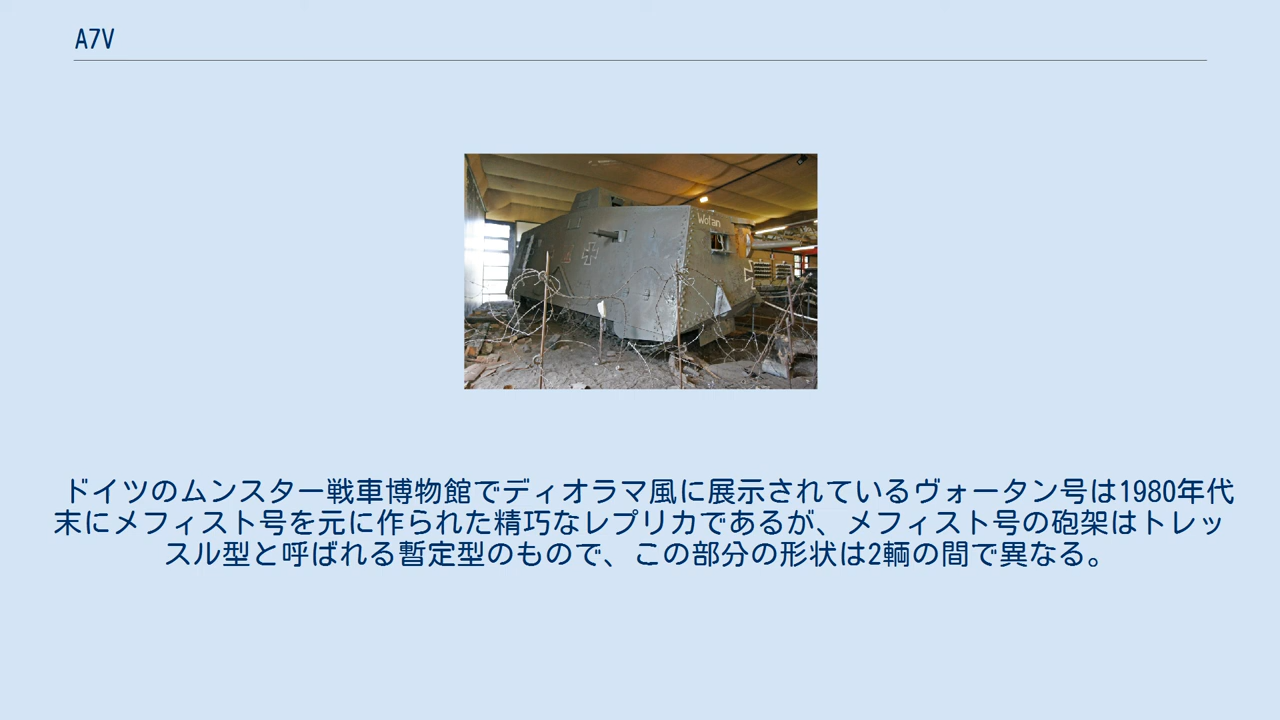 A7V
Wotan
ドイツのムンスター戦車博物館でディオラマ風に展示されているヴォータン号は1980年代
末にメフィスト号を元に作られた精巧なレプリカであるが、メフィスト号の砲架はトレッ
スル型と呼ばれる暫定型のもので、この部分の形状は2輌の間で異なる。